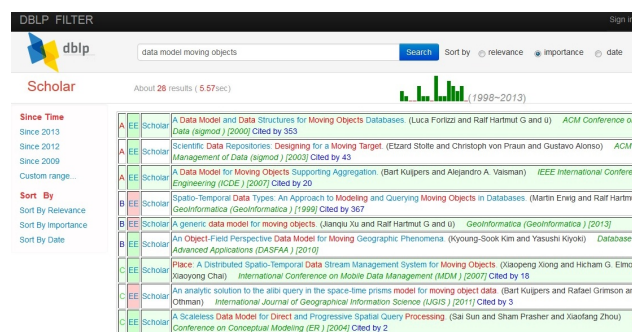 DBLP FILTER
Sign in
dblp
data model moving objects
Search
Sort by relevance importance date
Scholar
About 28 results ( 5.57sec)
(1998~2013)
Since Time
Since 2013
Since 2012
Since 2009
Custom range...
Sort By
Sort By Relevance
Sort By Importance
Sort By Date
A EE Scholar A Data Model and Data Structures for Moving Objects Databases. (Luca Forlizzi and Ralf Hartmut G and ü) ACM Conference o
Data (sigmod ) [2000] Cited by 353
A EE Scholar Scientific Data Repositories: Designing for a Moving Target. (Etzard Stolte and Christoph von Praun and Gustavo Alonso) ACM
Management of Data (sigmod ) [2003] Cited by 43
A EE Scholar A Data Model for Moving Objects Supporting Aggregation. (Bart Kuijpers and Alejandro A. Vaisman) IEEE International Confere
Engineering (ICDE ) [2007] Cited by 20
B EE Scholar Spatio-Temporal Data Types: An Approach to Modeling and Querying Moving Objects in Databases. (Martin Erwig and Ralf Hartm
GeoInformatica (GeoInformatica ) [1999] Cited by 367
B EE Scholar A generic data model for moving objects. (Jianqiu Xu and Ralf Hartmut G and ü) GeoInformatica (GeoInformatica ) [2013]
B EE Scholar An Object-Field Perspective Data Model for Moving Geographic Phenomena. (Kyoung-Sook Kim and Yasushi Kiyoki) Database
Advanced Applications (DASFAA ) [2010]
C EE Scholar Place: A Distributed Spatio-Temporal Data Stream Management System for Moving Objects. (Xiaopeng Xiong and Hicham G. Elmo
Xiaoyong Chai) International Conference on Mobile Data Management (MDM ) [2007] Cited by 18
C EE Scholar An analytic solution to the alibi query in the space-time prisms model for moving object data. (Bart Kuijpers and Rafael Grimson an
Othman) International Journal of Geographical Information Science (IJGIS ) [2011] Cited by 3
C EE Scholar A Scaleless Data Model for Direct and Progressive Spatial Query Processing. (Sai Sun and Sham Prasher and Xiaofang Zhou)
Conference on Conceptual Modeling (ER ) [2004] Cited by 2